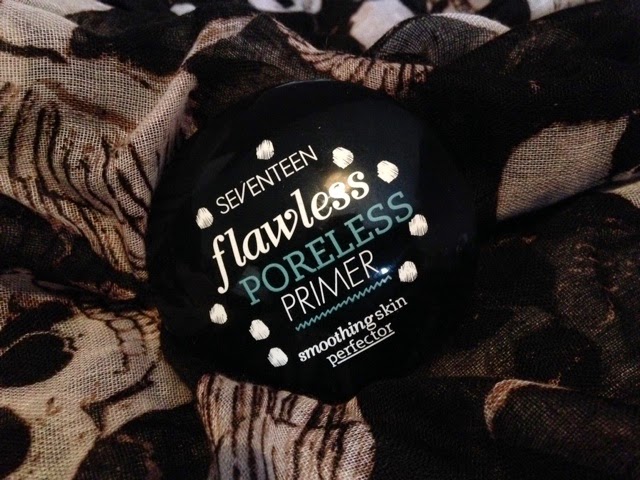 SEVENTEEN
flawless
PORELESS
PRIMER
smoothing skin
perfector